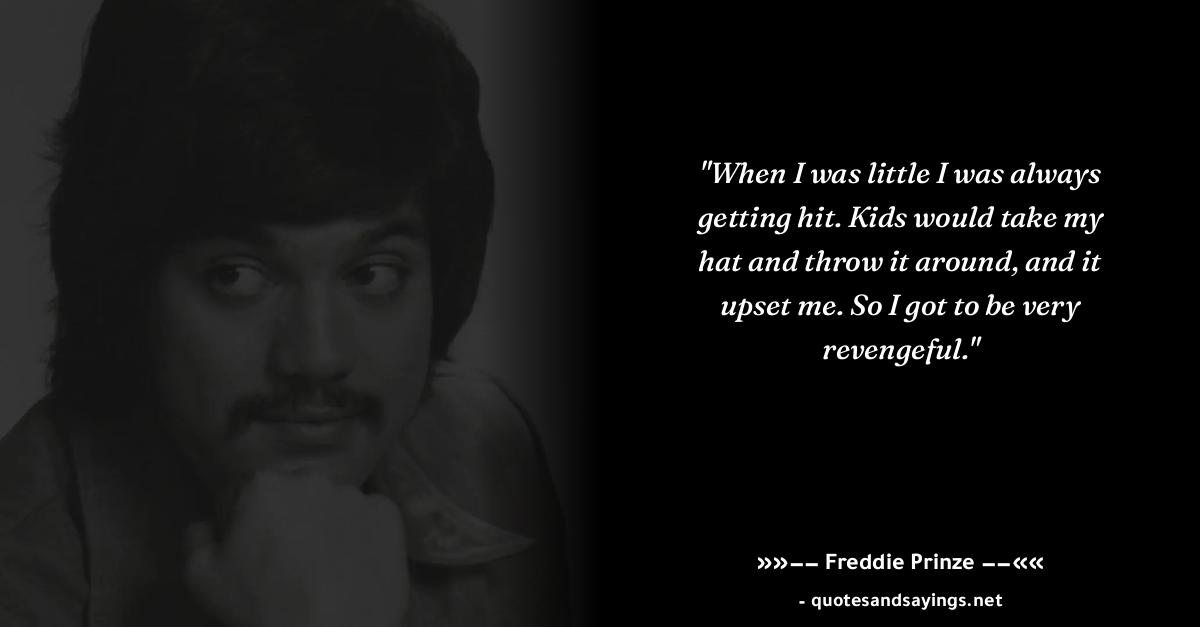 "When I was little I was always
getting hit. Kids would take my
hat and throw it around, and it
upset me. So I got to be very
revengeful."
»»–– Freddie Prinze ––««
- quotesandsayings.net